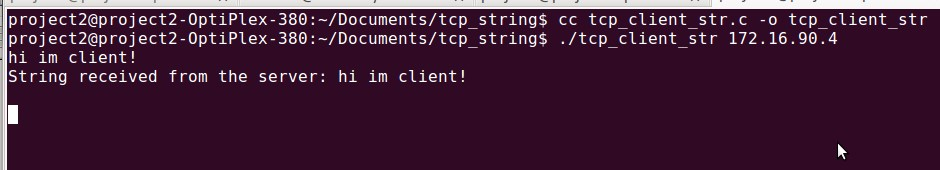 project2@project2-OptiPlex-380:~/Documents/tcp_string$ cc tcp_client_str.c -o tcp_client_str
project2@project2-OptiPlex-380:~/Documents/tcp_string$ ./tcp_client_str 172.16.90.4
hi im client!
String received from the server: hi im client!